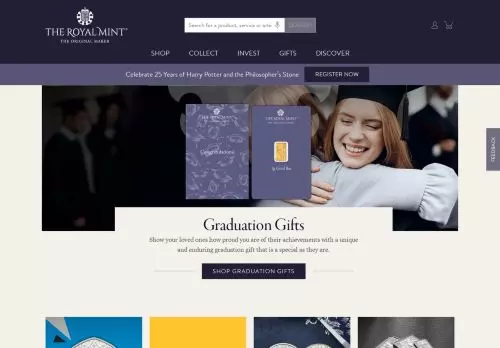 THE ROYAL MINT
THE ORIGINAL MAKER
Search for a product, service or article
SHOP
COLLECT
INVEST
GIFTS
DISCOVER
Celebrate 25 Years of Harry Potter and the Philosopher's Stone
REGISTER NOW
FEEDBACK
THE ROYAL MINT
Congratulations!
THE ROYAL MINT
1g Gold Bar
Graduation Gifts
Show your loved ones how proud you are of their achievements with a unique
and enduring graduation gift that is a special as they are.
SHOP GRADUATION GIFTS